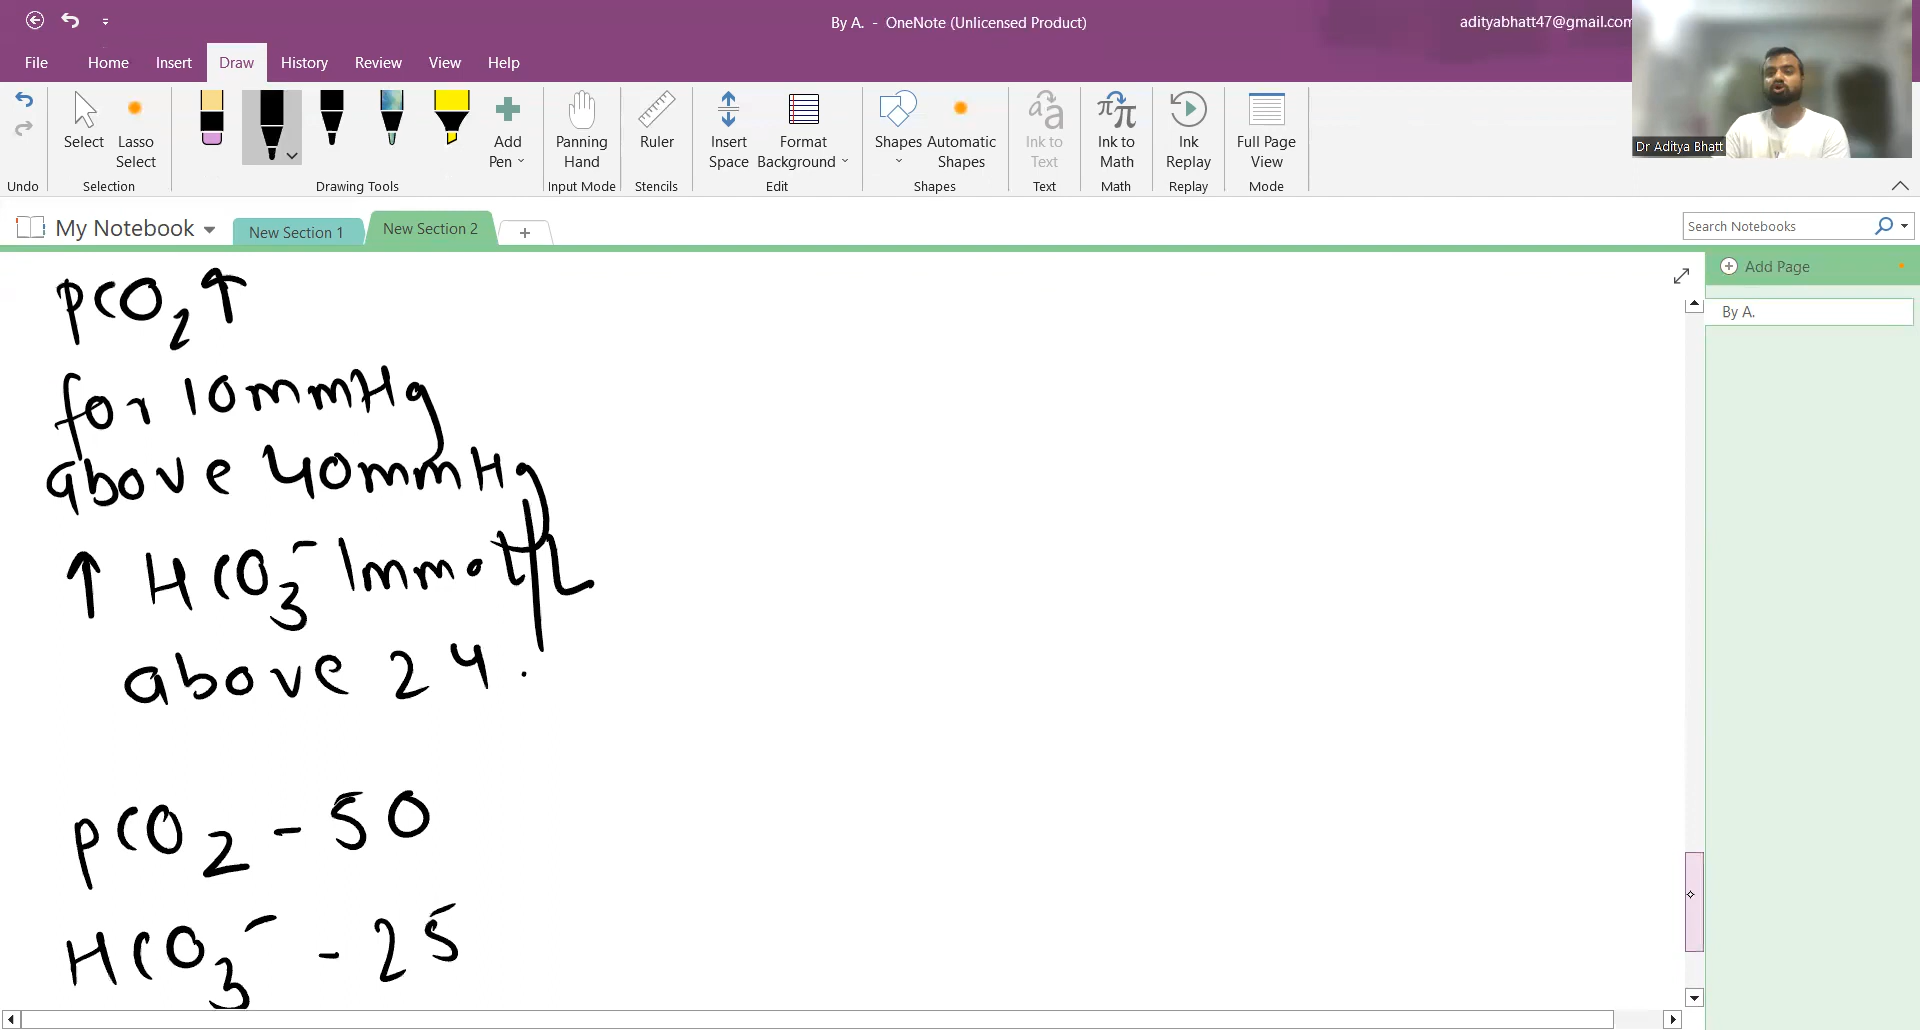 By A. - OneNote (Unlicensed Product)
adityabhatt47@gmail.com
File Home Insert Draw History Review View Help
Select
Lasso Select
Add Pen
Panning Hand
Ruler
Insert Space
Format Background
Shapes
Automatic Shapes
Ink to Text
Ink to Math
Ink Replay
Full Page View
Dr Aditya Bhatt
Undo Selection Drawing Tools Input Mode Stencils Edit Shapes Text Math Replay Mode
My Notebook New Section 1 New Section 2
Search Notebooks
Add Page
By A.
pCO2↑
for 10mmHg
above 40mmHg
↑ HCO3⁻ 1mmol/L
above 24.
pCO2 - 50
HCO3⁻ - 25